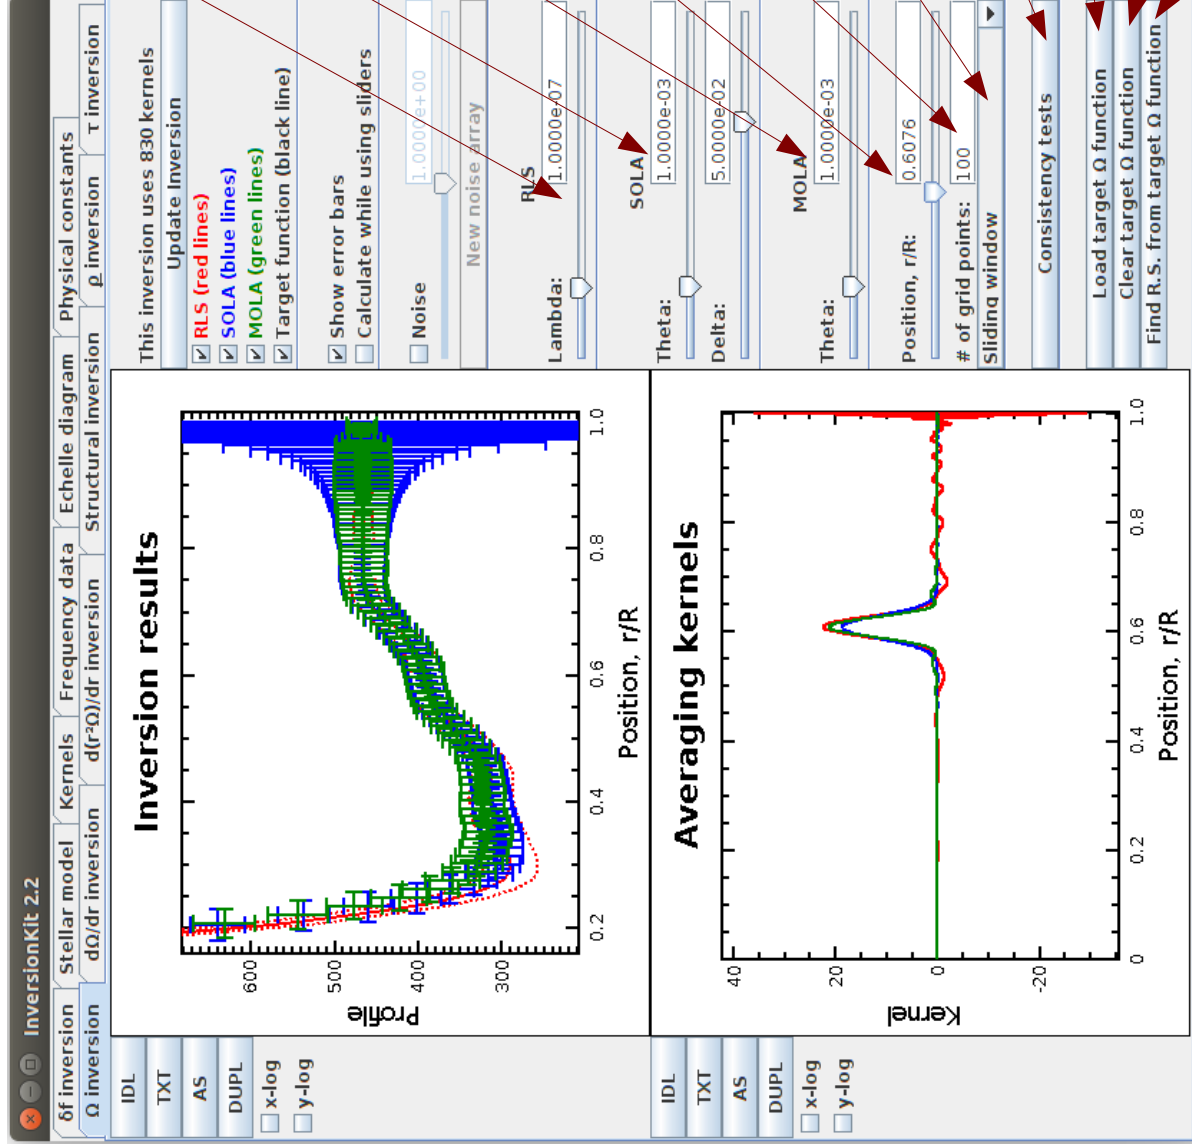 InversionKit 2.2
δf inversion Stellar model Kernels Frequency data Echelle diagram Physical constants
Ω inversion dΩ/dr inversion d(r²Ω)/dr inversion Structural inversion ρ inversion τ inversion
IDL
TXT
AS
DUPL
x-log
y-log
Inversion results
Profile
600
500
400
300
0.2 0.4 0.6 0.8 1.0
Position, r/R
This inversion uses 830 kernels
Update Inversion
RLS (red lines)
SOLA (blue lines)
MOLA (green lines)
Target function (black line)
Show error bars
Calculate while using sliders
Noise 1.0000e+00
New noise array
RLS
Lambda: 1.0000e-07
SOLA
Theta: 1.0000e-03
Delta: 5.0000e-02
MOLA
Theta: 1.0000e-03
Position, r/R: 0.6076
# of grid points: 100
Sliding window
Consistency tests
Load target Ω function
Clear target Ω function
Find R.S. from target Ω function
IDL
TXT
AS
DUPL
x-log
y-log
Averaging kernels
Kernel
40
20
0
-20
0 0.2 0.4 0.6 0.8 1.0
Position, r/R